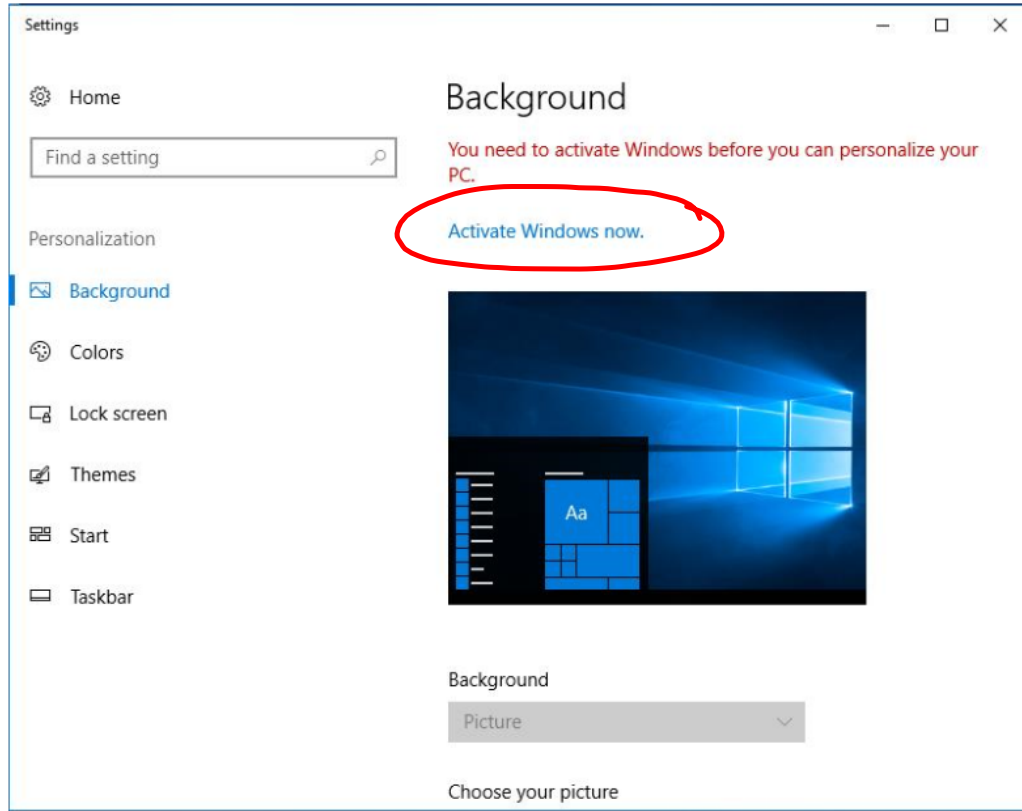 Settings
Home
Find a setting
Personalization
Background
Colors
Lock screen
Themes
Start
Taskbar
Background
You need to activate Windows before you can personalize your
PC.
Activate Windows now.
Aa
Background
Picture
Choose your picture